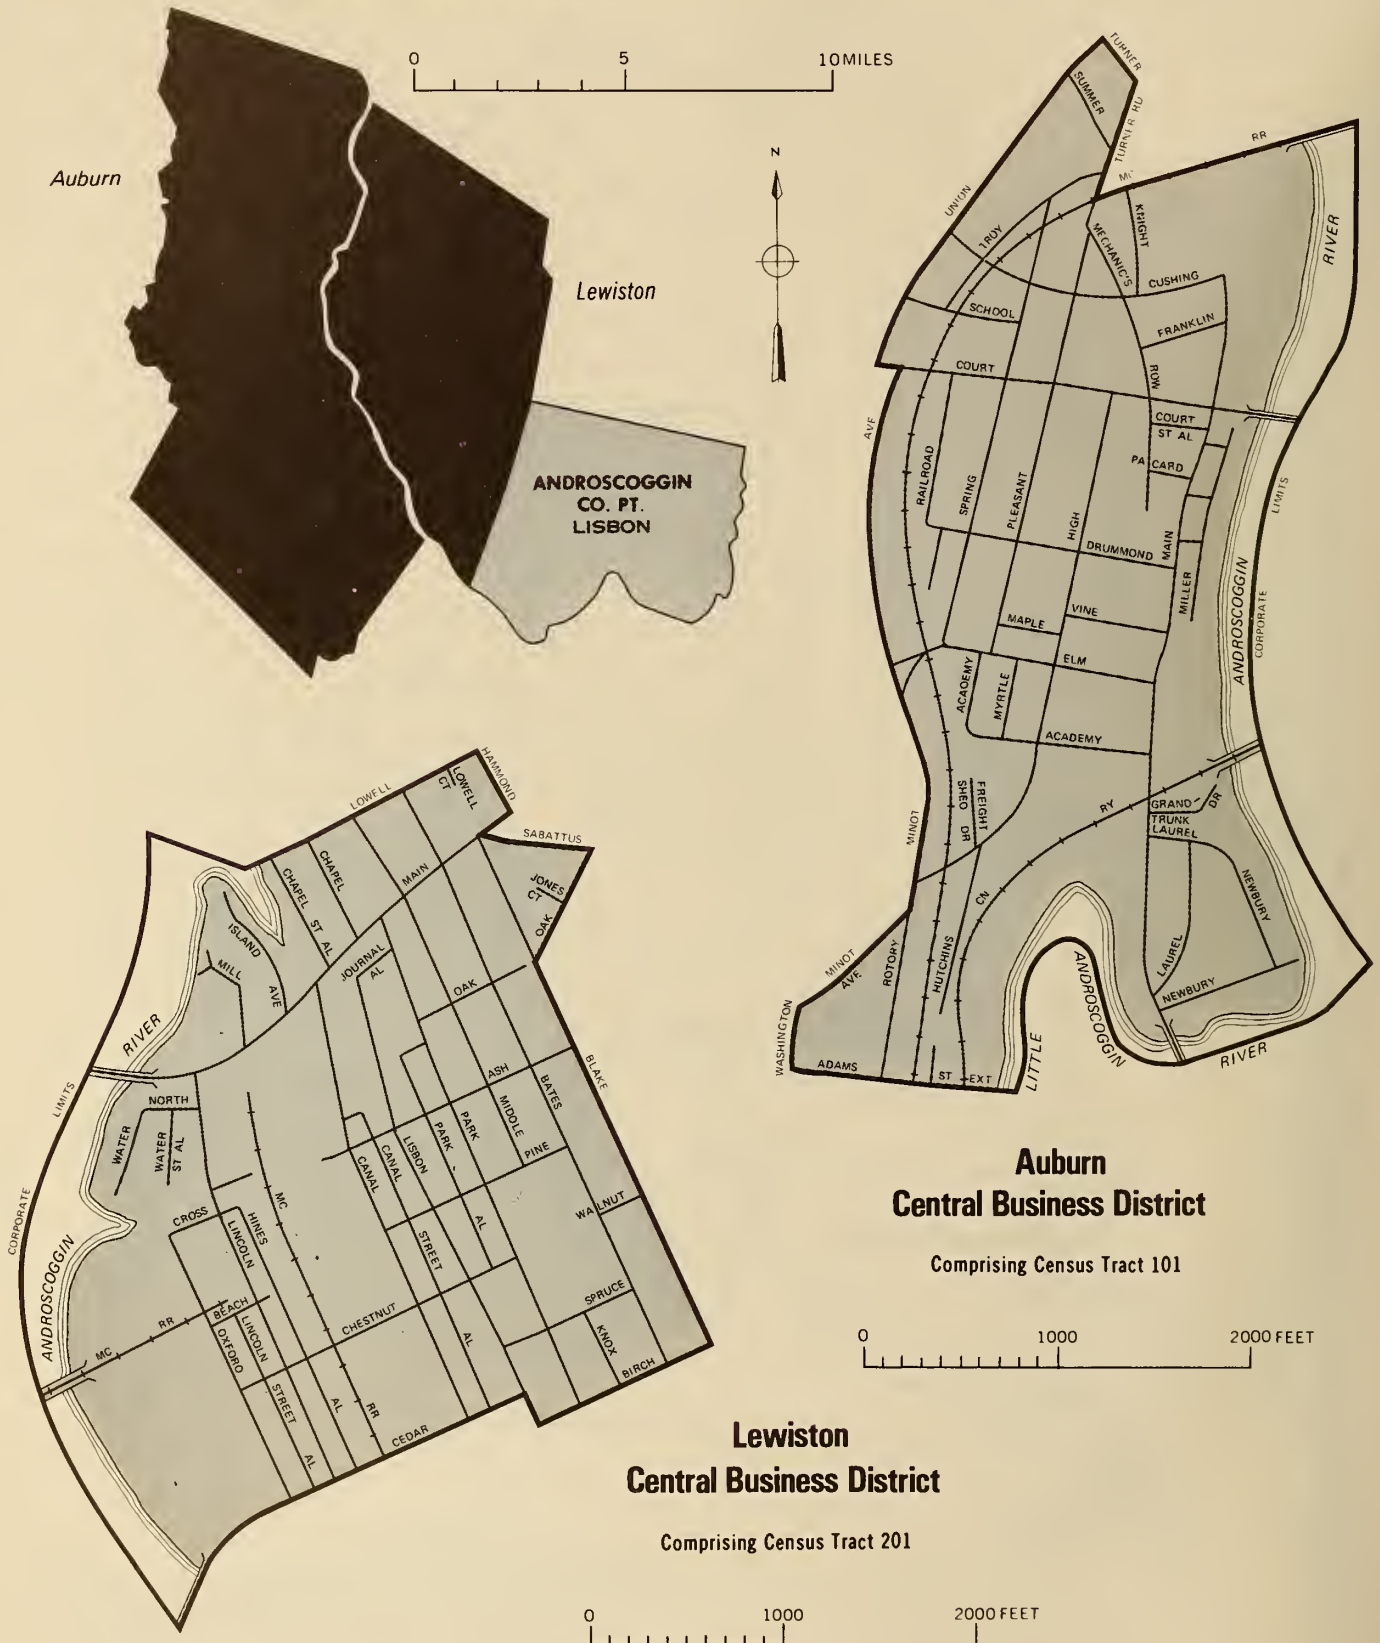 0 5 10 MILES
Auburn
N
Lewiston
ANDROSCOGGIN
CO. PT.
LISBON
TURNER
SUMMER
TURNER RD
RR
UNION
TROY
KNIGHT
MECHANIC'S
RIVER
CUSHING
SCHOOL
FRANKLIN
COURT
ROW
AVE
COURT
ST AL
PACARD
RAILROAD
SPRING
PLEASANT
HIGH
LIMITS
DRUMMOND
MAIN
MILLER
ANDROSCOGGIN
CORPORATE
VINE
MAPLE
ELM
ACADEMY
MYRTLE
ACADEMY
FREIGHT
SHED DR
RY
GRAND
DR
TRUNK
LAUREL
MINOT
CN
NEWBURY
MINOT
AVE
ROTORY
HUTCHINS
LAUREL
NEWBURY
WASHINGTON
ADAMS
ST EXT
LITTLE
ANDROSCOGGIN
RIVER
Auburn
Central Business District
Comprising Census Tract 101
0 1000 2000 FEET
HAMMOND
LOWELL
LOWELL
CT
SABATTUS
CHAPEL
CHAPEL ST AL
MAIN
JONES
CT
OAK
ISLAND
AVE
MILL
JOURNAL
AL
OAK
RIVER
LIMITS
NORTH
WATER
WATER
ST AL
ASH
BATES
BLAKE
MIDDLE
PARK
PARK
AL
LISBON
CANAL
CANAL
STREET
AL
PINE
WALNUT
CORPORATE
CROSS
LINCOLN
HINES
MC
RR
ANDROSCOGGIN
MC
RR
BEACH
OXFORD
LINCOLN
STREET
AL
AL
CHESTNUT
SPRUCE
KNOX
BIRCH
CEDAR
Lewiston
Central Business District
Comprising Census Tract 201
0 1000 2000 FEET